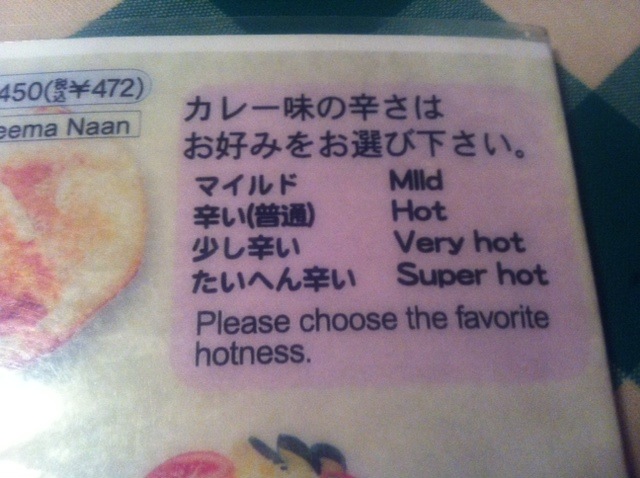 450(税込¥472)
eema Naan
カレー味の辛さは
お好みをお選び下さい。
マイルド Mild
辛い(普通) Hot
少し辛い Very hot
たいへん辛い Super hot
Please choose the favorite
hotness.